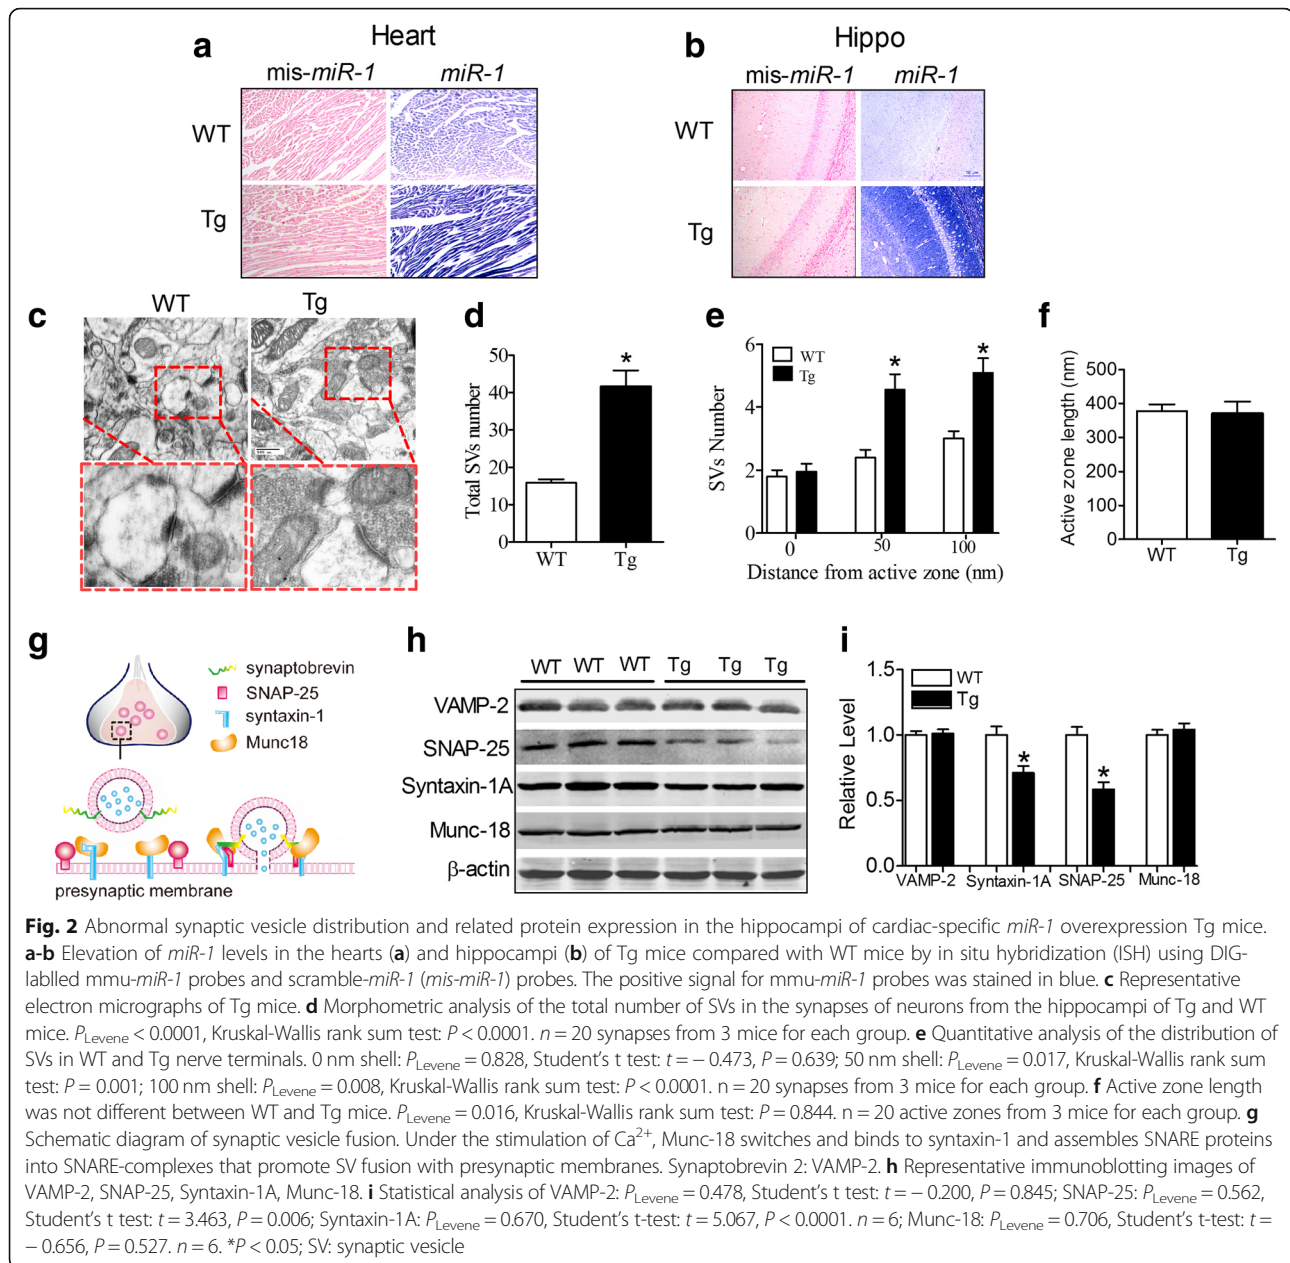 a
Heart
mis-miR-1 miR-1
WT
Tg
b
Hippo
mis-miR-1 miR-1
WT
Tg
c
WT Tg
d
Total SVs number
50
40
30
20
10
0
*
WT Tg
e
SVs Number
6
4
2
0
WT
Tg
* *
0 50 100
Distance from active zone (nm)
f
Active zone length (nm)
500
400
300
200
100
0
WT Tg
g
synaptobrevin
SNAP-25
syntaxin-1
Munc18
presynaptic membrane
h
WT WT WT Tg Tg Tg
VAMP-2
SNAP-25
Syntaxin-1A
Munc-18
β-actin
i
Relative Level
1.5
1.0
0.5
0.0
WT
Tg
* *
VAMP-2 Syntaxin-1A SNAP-25 Munc-18
Fig. 2 Abnormal synaptic vesicle distribution and related protein expression in the hippocampi of cardiac-specific miR-1 overexpression Tg mice.
a-b Elevation of miR-1 levels in the hearts (a) and hippocampi (b) of Tg mice compared with WT mice by in situ hybridization (ISH) using DIG-
lablled mmu-miR-1 probes and scramble-miR-1 (mis-miR-1) probes. The positive signal for mmu-miR-1 probes was stained in blue. c Representative
electron micrographs of Tg mice. d Morphometric analysis of the total number of SVs in the synapses of neurons from the hippocampi of Tg and WT
mice. PLevene < 0.0001, Kruskal-Wallis rank sum test: P < 0.0001. n = 20 synapses from 3 mice for each group. e Quantitative analysis of the distribution of
SVs in WT and Tg nerve terminals. 0 nm shell: PLevene = 0.828, Student's t test: t = − 0.473, P = 0.639; 50 nm shell: PLevene = 0.017, Kruskal-Wallis rank sum
test: P = 0.001; 100 nm shell: PLevene = 0.008, Kruskal-Wallis rank sum test: P < 0.0001. n = 20 synapses from 3 mice for each group. f Active zone length
was not different between WT and Tg mice. PLevene = 0.016, Kruskal-Wallis rank sum test: P = 0.844. n = 20 active zones from 3 mice for each group. g
Schematic diagram of synaptic vesicle fusion. Under the stimulation of Ca²⁺, Munc-18 switches and binds to syntaxin-1 and assembles SNARE proteins
into SNARE-complexes that promote SV fusion with presynaptic membranes. Synaptobrevin 2: VAMP-2. h Representative immunoblotting images of
VAMP-2, SNAP-25, Syntaxin-1A, Munc-18. i Statistical analysis of VAMP-2: PLevene = 0.478, Student's t test: t = − 0.200, P = 0.845; SNAP-25: PLevene = 0.562,
Student's t test: t = 3.463, P = 0.006; Syntaxin-1A: PLevene = 0.670, Student's t-test: t = 5.067, P < 0.0001. n = 6; Munc-18: PLevene = 0.706, Student's t-test: t =
− 0.656, P = 0.527. n = 6. *P < 0.05; SV: synaptic vesicle